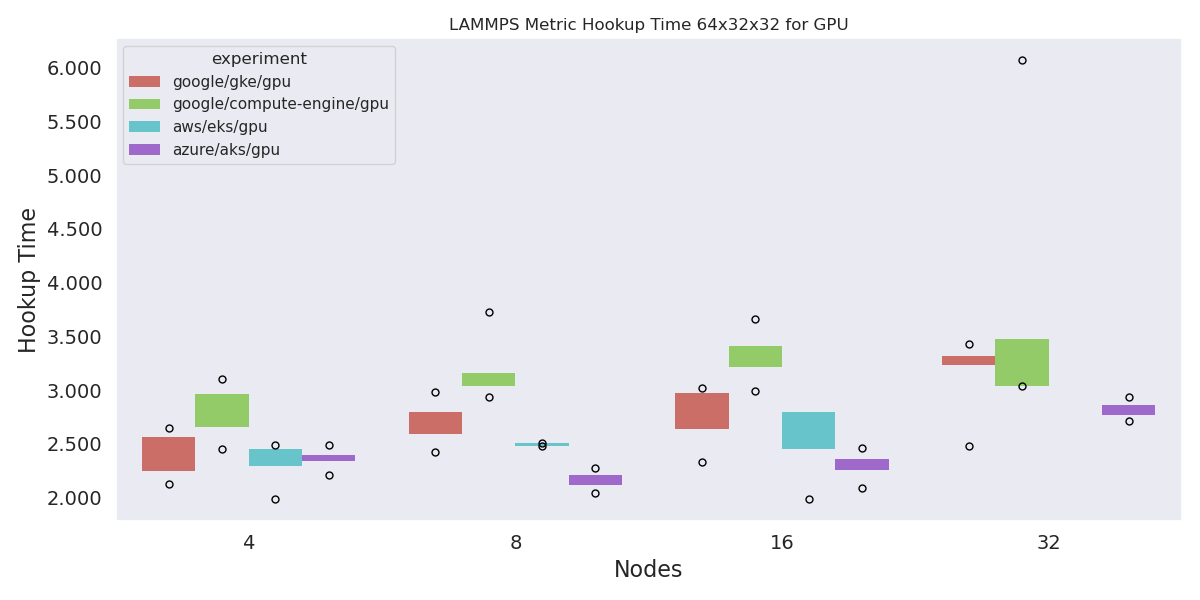 LAMMPS Metric Hookup Time 64x32x32 for GPU
experiment
google/gke/gpu
google/compute-engine/gpu
aws/eks/gpu
azure/aks/gpu
Hookup Time
6.000
5.500
5.000
4.500
4.000
3.500
3.000
2.500
2.000
4 8 16 32
Nodes